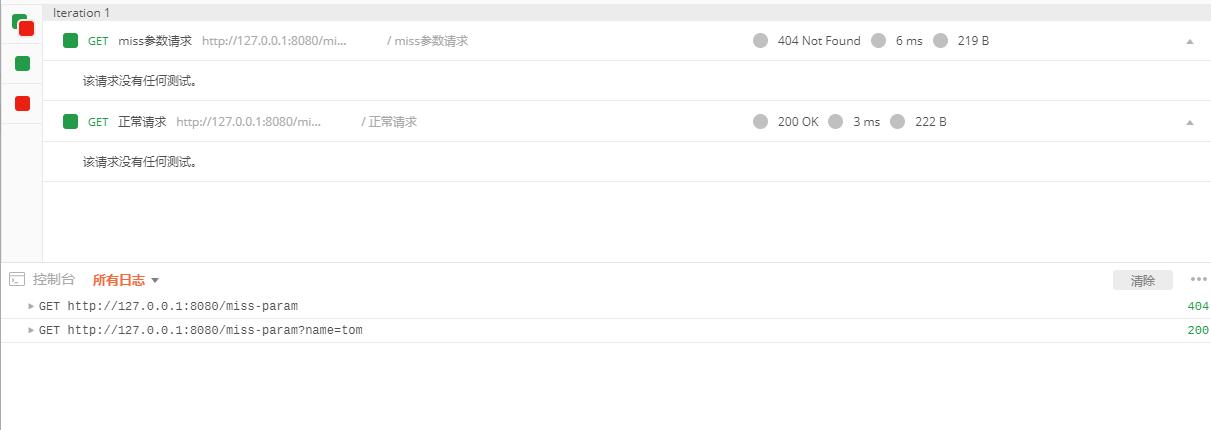 Iteration 1
GET miss参数请求 http://127.0.0.1:8080/mi... / miss参数请求 404 Not Found 6 ms 219 B
该请求没有任何测试。
GET 正常请求 http://127.0.0.1:8080/mi... / 正常请求 200 OK 3 ms 222 B
该请求没有任何测试。
控制台 所有日志 清除
GET http://127.0.0.1:8080/miss-param 404
GET http://127.0.0.1:8080/miss-param?name=tom 200